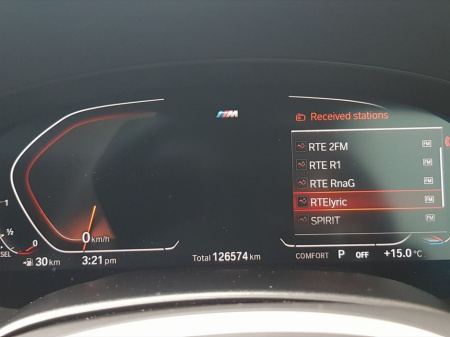 M
Received stations
RTE 2FM FM
RTE R1 FM
RTE RnaG FM
RTElyric FM
SPIRIT FM
1
½
0
SEL
0 km/h
30 km
3:21 pm
Total 126574 km
COMFORT P OFF +15.0 °C